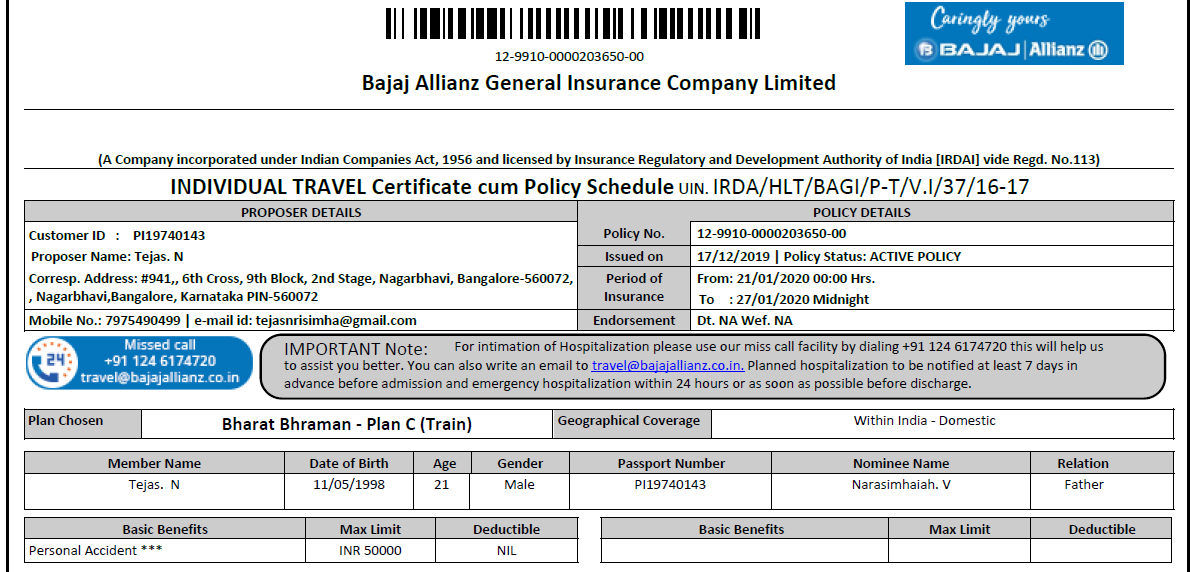 12-9910-0000203650-00
Caringly yours
BAJAJ | Allianz
Bajaj Allianz General Insurance Company Limited
(A Company incorporated under Indian Companies Act, 1956 and licensed by Insurance Regulatory and Development Authority of India [IRDAI] vide Regd. No.113)
INDIVIDUAL TRAVEL Certificate cum Policy Schedule UIN. IRDA/HLT/BAGI/P-T/V.I/37/16-17
PROPOSER DETAILS
Customer ID : PI19740143
Proposer Name: Tejas. N
Corresp. Address: #941,, 6th Cross, 9th Block, 2nd Stage, Nagarbhavi, Bangalore-560072,
, Nagarbhavi,Bangalore, Karnataka PIN-560072
Mobile No.: 7975490499 | e-mail id: tejasnrisimha@gmail.com
POLICY DETAILS
Policy No. 12-9910-0000203650-00
Issued on 17/12/2019 | Policy Status: ACTIVE POLICY
Period of Insurance From: 21/01/2020 00:00 Hrs.
To : 27/01/2020 Midnight
Endorsement Dt. NA Wef. NA
24
Missed call
+91 124 6174720
travel@bajajallianz.co.in
IMPORTANT Note: For intimation of Hospitalization please use our miss call facility by dialing +91 124 6174720 this will help us
to assist you better. You can also write an email to travel@bajajallianz.co.in. Planned hospitalization to be notified at least 7 days in
advance before admission and emergency hospitalization within 24 hours or as soon as possible before discharge.
Plan Chosen Bharat Bhraman - Plan C (Train) Geographical Coverage Within India - Domestic
Member Name Date of Birth Age Gender Passport Number Nominee Name Relation
Tejas. N 11/05/1998 21 Male PI19740143 Narasimhaiah. V Father
Basic Benefits Max Limit Deductible Basic Benefits Max Limit Deductible
Personal Accident *** INR 50000 NIL